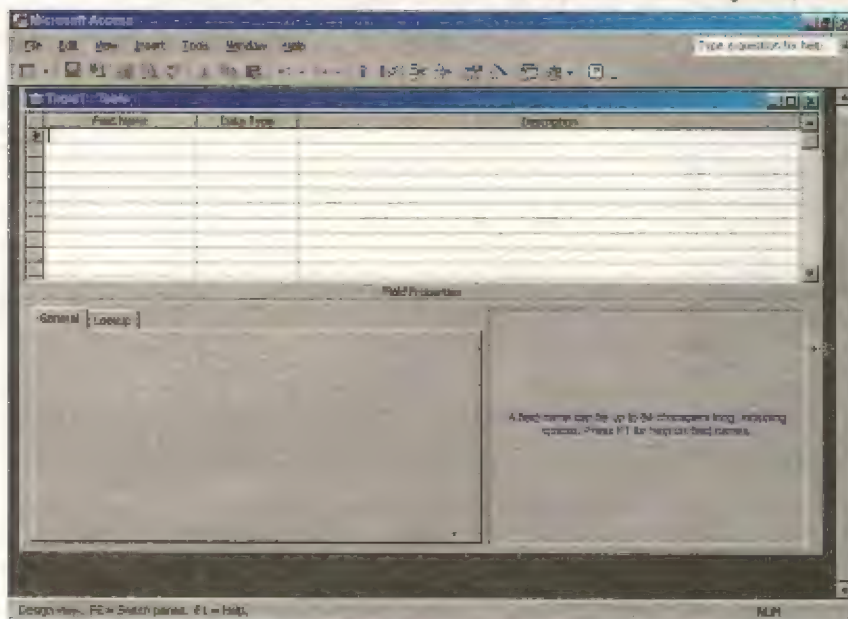 Microsoft Access
File Edit View Insert Tools Window Help
Type a question for help
Table1 : Table
Field Name Data Type Description
Field Properties
General Lookup
A field name can be up to 64 characters long, including
spaces. Press F1 for help on field names.
Design view. F6 = Switch panes. F1 = Help.
NUM